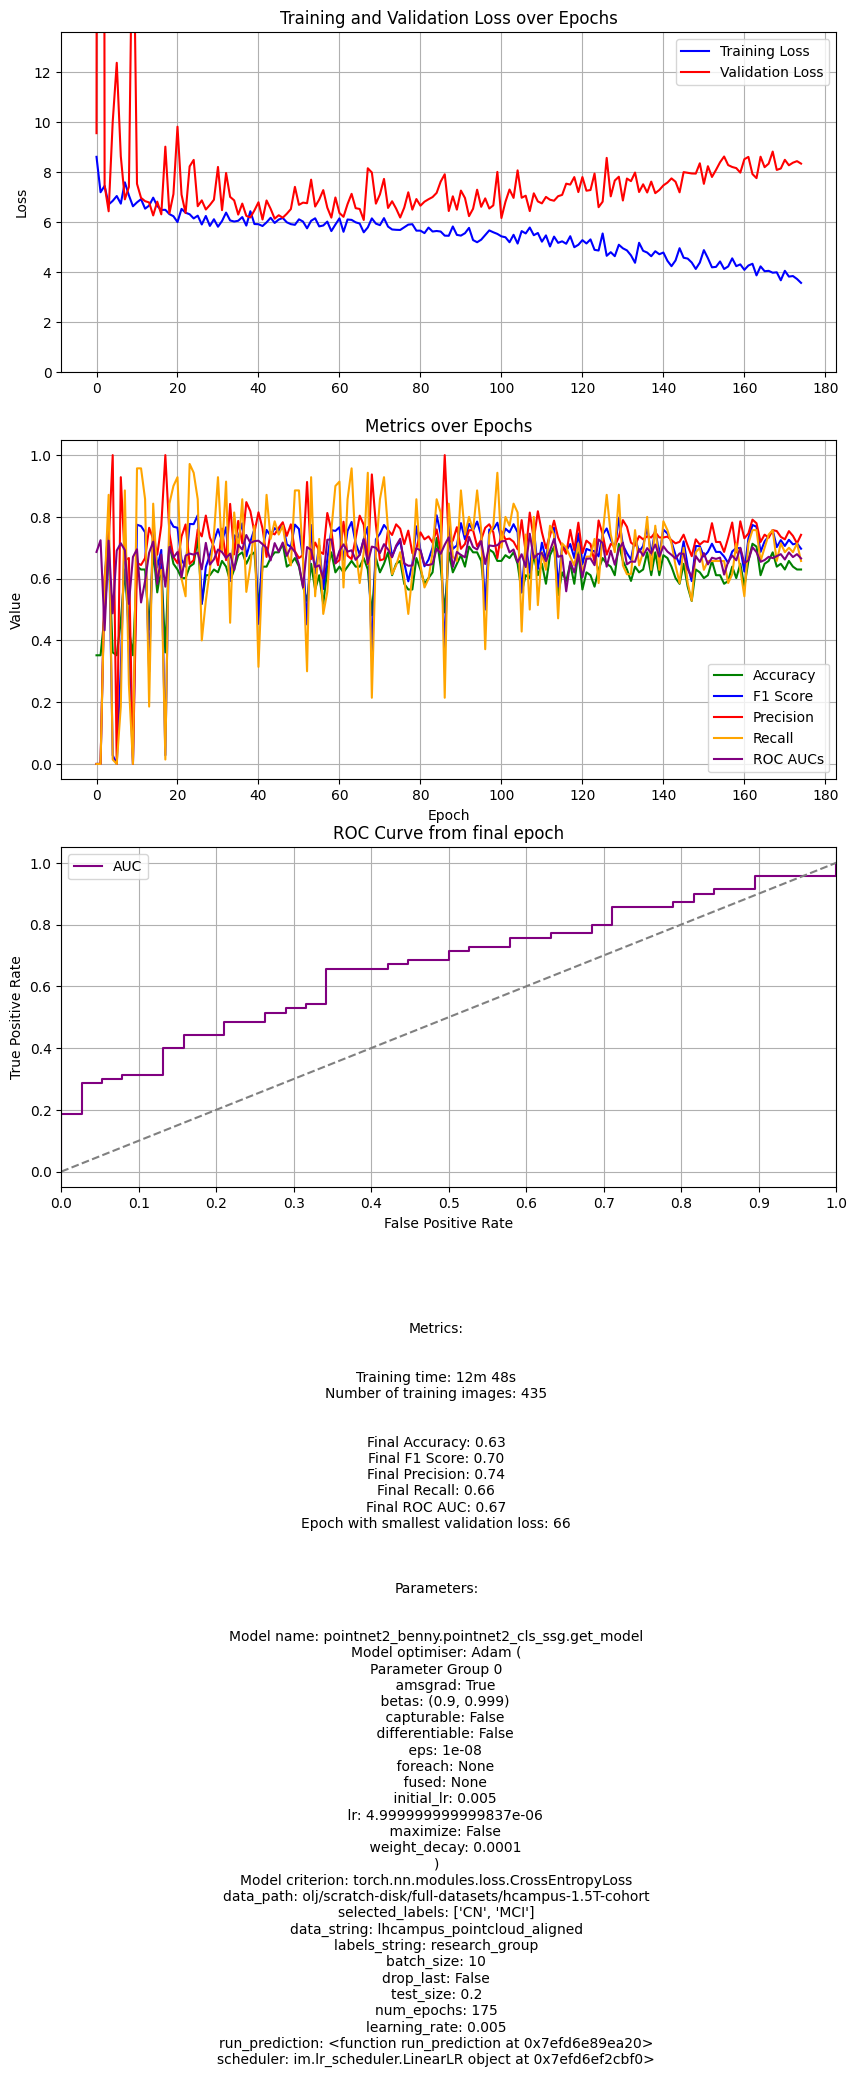 Training and Validation Loss over Epochs
Training Loss
Validation Loss
Loss
12
10
8
6
4
2
0
0 20 40 60 80 100 120 140 160 180
Metrics over Epochs
Value
1.0
0.8
0.6
0.4
0.2
0.0
Accuracy
F1 Score
Precision
Recall
ROC AUCs
0 20 40 60 80 100 120 140 160 180
Epoch
ROC Curve from final epoch
AUC
True Positive Rate
1.0
0.8
0.6
0.4
0.2
0.0
0.0 0.1 0.2 0.3 0.4 0.5 0.6 0.7 0.8 0.9 1.0
False Positive Rate
Metrics:
Training time: 12m 48s
Number of training images: 435
Final Accuracy: 0.63
Final F1 Score: 0.70
Final Precision: 0.74
Final Recall: 0.66
Final ROC AUC: 0.67
Epoch with smallest validation loss: 66
Parameters:
Model name: pointnet2_benny.pointnet2_cls_ssg.get_model
Model optimiser: Adam (
Parameter Group 0
amsgrad: True
betas: (0.9, 0.999)
capturable: False
differentiable: False
eps: 1e-08
foreach: None
fused: None
initial_lr: 0.005
lr: 4.999999999999837e-06
maximize: False
weight_decay: 0.0001
)
Model criterion: torch.nn.modules.loss.CrossEntropyLoss
data_path: olj/scratch-disk/full-datasets/hcampus-1.5T-cohort
selected_labels: ['CN', 'MCI']
data_string: lhcampus_pointcloud_aligned
labels_string: research_group
batch_size: 10
drop_last: False
test_size: 0.2
num_epochs: 175
learning_rate: 0.005
run_prediction: <function run_prediction at 0x7efd6e89ea20>
scheduler: im.lr_scheduler.LinearLR object at 0x7efd6ef2cbf0>